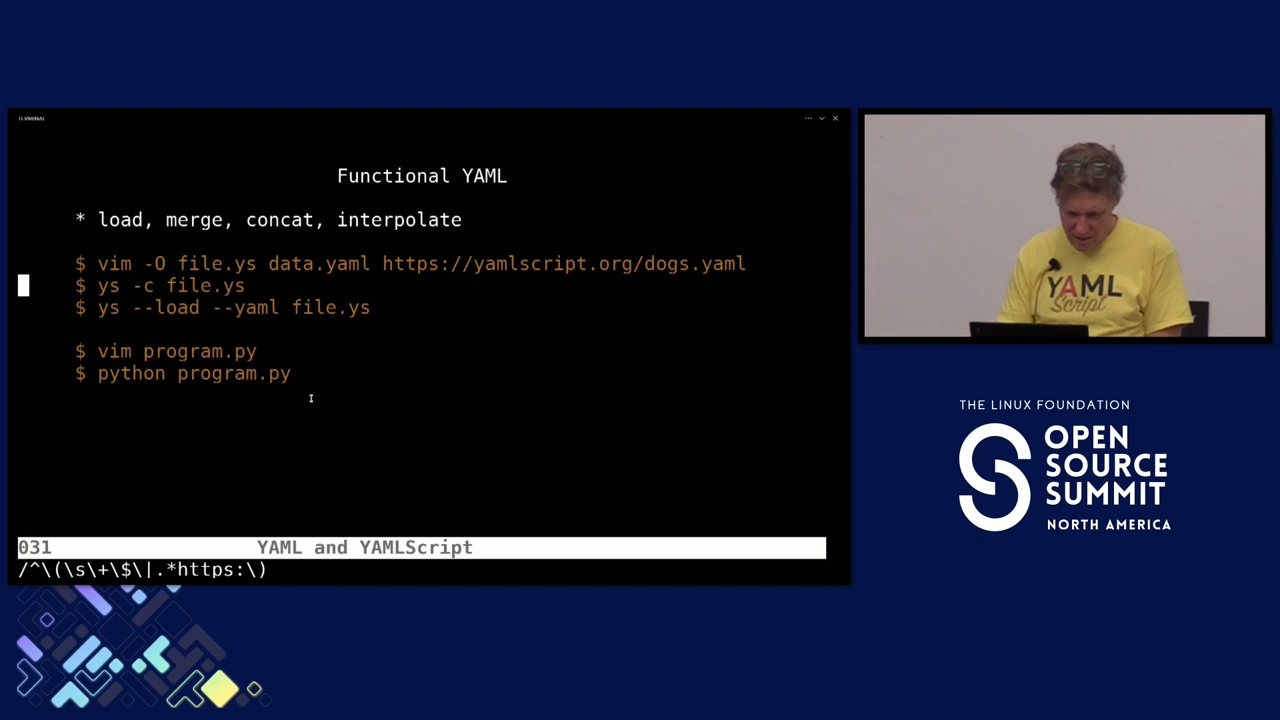 TERMINAL
Functional YAML
* load, merge, concat, interpolate
$ vim -O file.ys data.yaml https://yamlscript.org/dogs.yaml
$ ys -c file.ys
$ ys --load --yaml file.ys
$ vim program.py
$ python program.py
031 YAML and YAMLScript
/^\(\s\+\$\|.*https:\)
YAML
Script
THE LINUX FOUNDATION
OPEN
SOURCE
SUMMIT
NORTH AMERICA